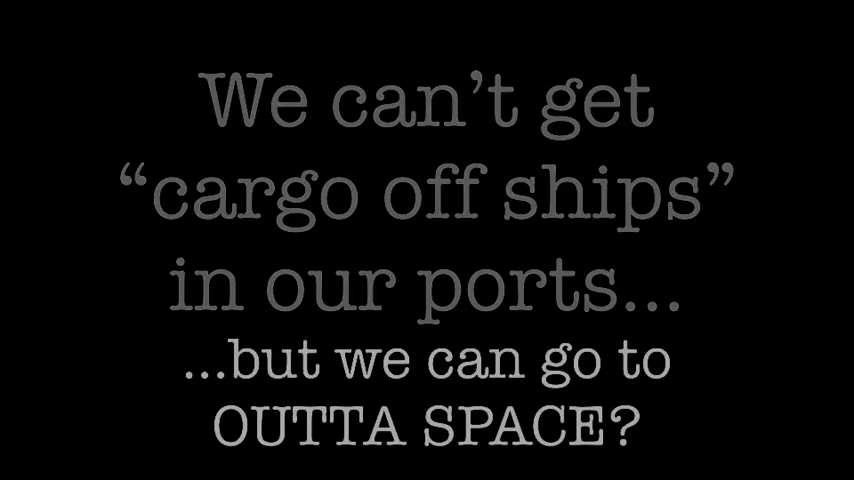 We can’t get
“cargo off ships”
in our ports...
...but we can go to
OUTTA SPACE?